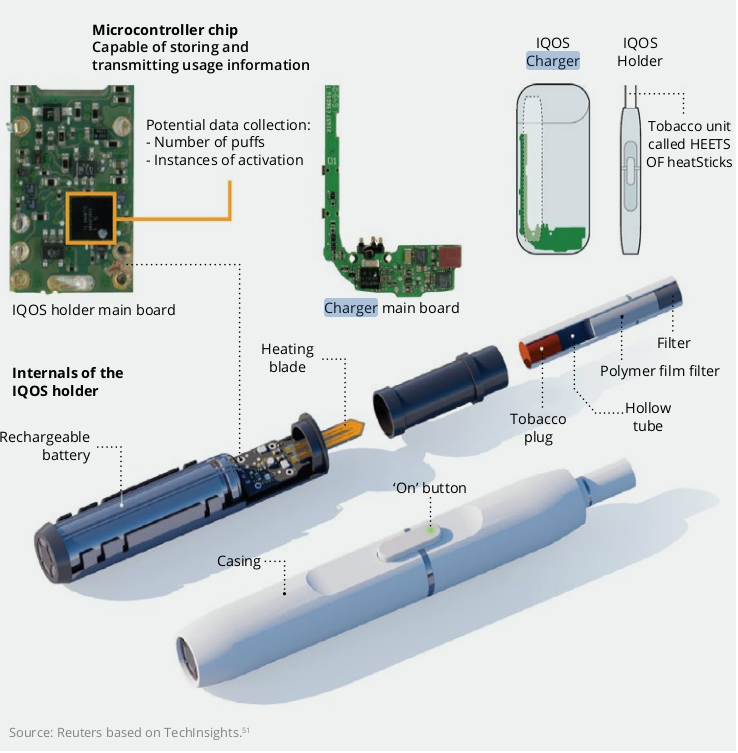 Microcontroller chip
Capable of storing and
transmitting usage information
IQOS
Charger
IQOS
Holder
Potential data collection:
- Number of puffs
- Instances of activation
Tobacco unit
called HEETS
OF heatSticks
IQOS holder main board
Charger main board
Internals of the
IQOS holder
Heating
blade
Filter
Polymer film filter
Hollow
tube
Tobacco
plug
Rechargeable
battery
‘On’ button
Casing
Source: Reuters based on TechInsights.⁵¹